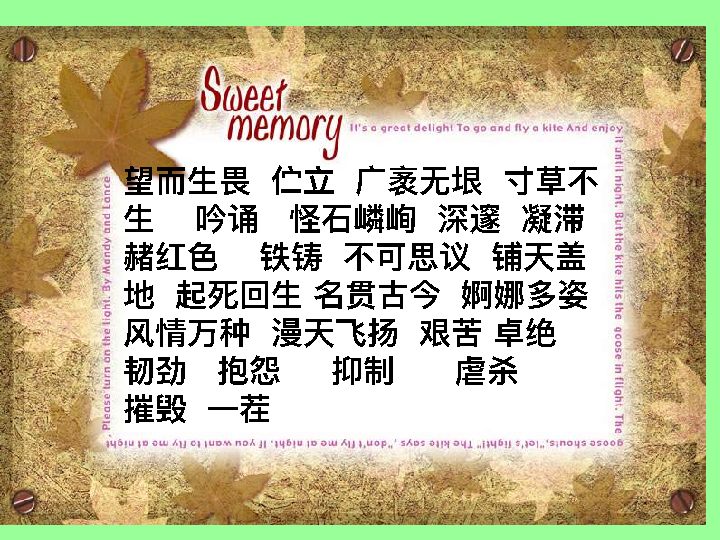 Sweet
memory
It's a great delight To go and fly a kite And enjoy
it until night. But the kite hits the goose in flight. The
goose shouts,"let's fight!" The kite says ,"don't fly me at night. If you want to fly me at night,
Please turn on the light. By Mandy and Lance
望而生畏 伫立 广袤无垠 寸草不
生 吟诵 怪石嶙峋 深邃 凝滞
赭红色 铁铸 不可思议 铺天盖
地 起死回生 名贯古今 婀娜多姿
风情万种 漫天飞扬 艰苦卓绝
韧劲 抱怨 抑制 虐杀
摧毁 一茬